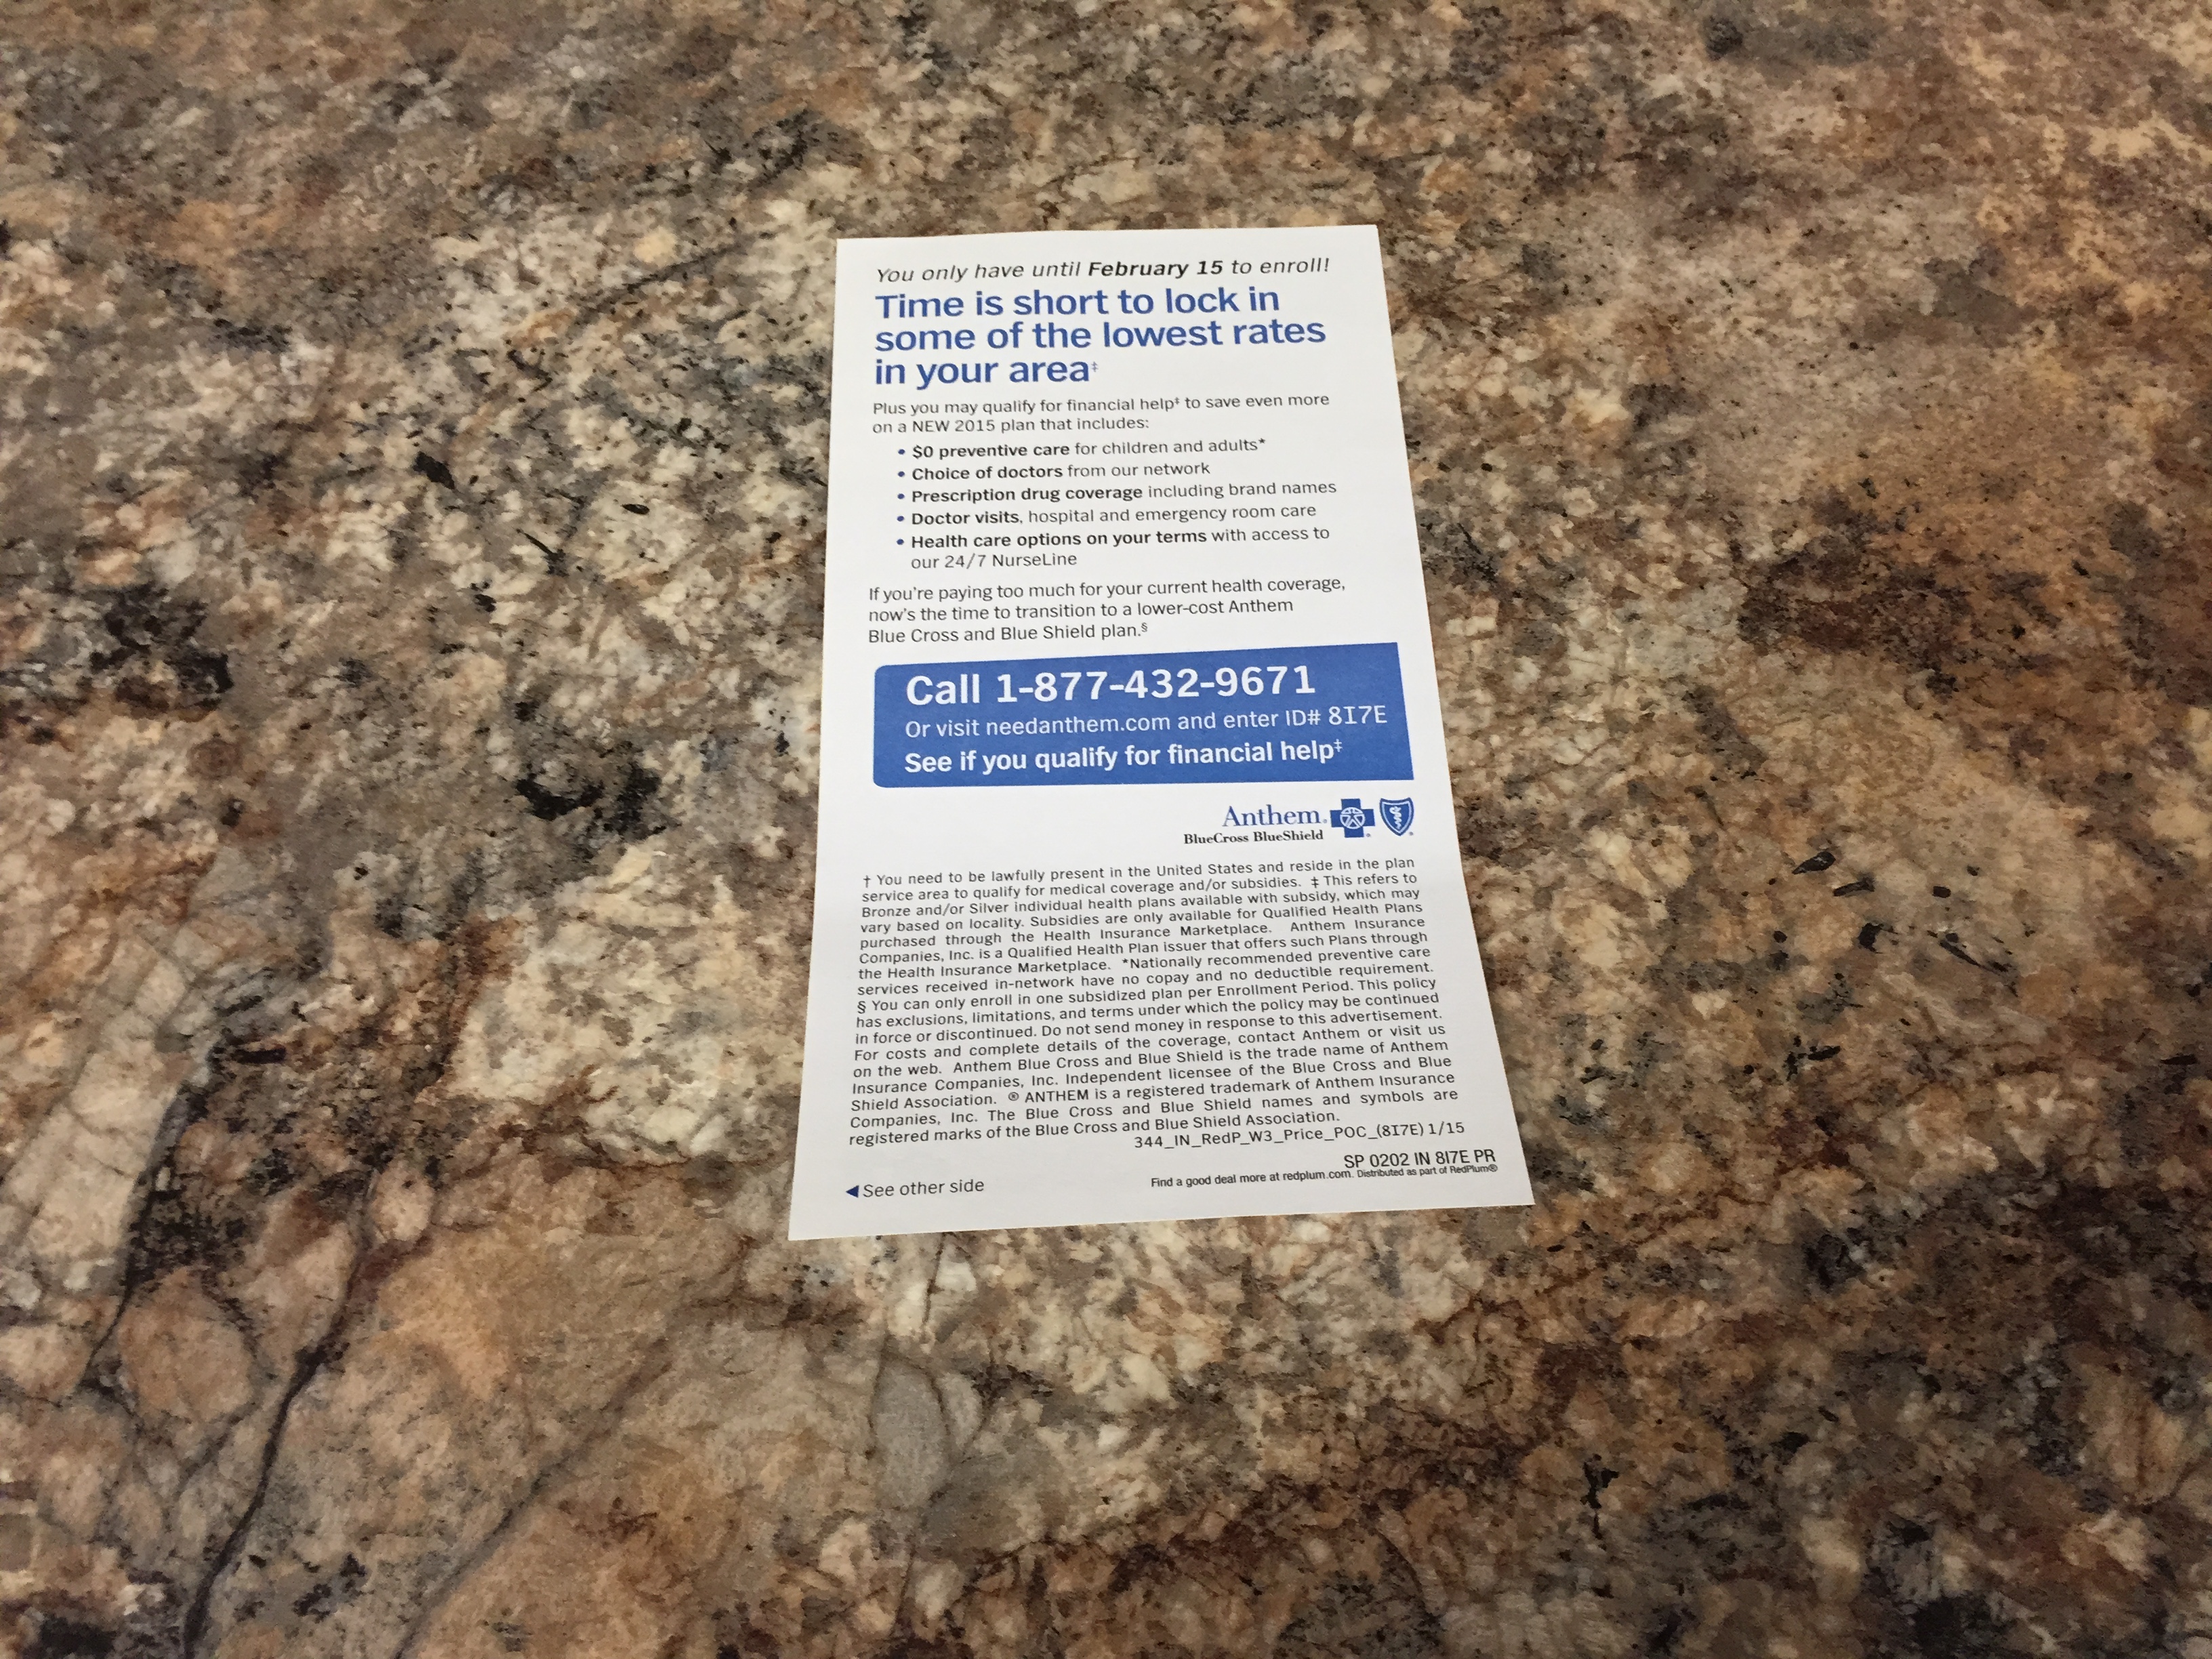 You only have until February 15 to enroll!
Time is short to lock in
some of the lowest rates
in your area‡
Plus you may qualify for financial help‡ to save even more
on a NEW 2015 plan that includes:
• $0 preventive care for children and adults*
• Choice of doctors from our network
• Prescription drug coverage including brand names
• Doctor visits, hospital and emergency room care
• Health care options on your terms with access to
our 24/7 NurseLine
If you're paying too much for your current health coverage,
now's the time to transition to a lower-cost Anthem
Blue Cross and Blue Shield plan.§
Call 1-877-432-9671
Or visit needanthem.com and enter ID# 8I7E
See if you qualify for financial help‡
Anthem®
BlueCross BlueShield
† You need to be lawfully present in the United States and reside in the plan
service area to qualify for medical coverage and/or subsidies. ‡ This refers to
Bronze and/or Silver individual health plans available with subsidy, which may
vary based on locality. Subsidies are only available for Qualified Health Plans
purchased through the Health Insurance Marketplace. Anthem Insurance
Companies, Inc. is a Qualified Health Plan issuer that offers such Plans through
the Health Insurance Marketplace. *Nationally recommended preventive care
services received in-network have no copay and no deductible requirement.
§ You can only enroll in one subsidized plan per Enrollment Period. This policy
has exclusions, limitations, and terms under which the policy may be continued
in force or discontinued. Do not send money in response to this advertisement.
For costs and complete details of the coverage, contact Anthem or visit us
on the web. Anthem Blue Cross and Blue Shield is the trade name of Anthem
Insurance Companies, Inc. Independent licensee of the Blue Cross and Blue
Shield Association. ® ANTHEM is a registered trademark of Anthem Insurance
Companies, Inc. The Blue Cross and Blue Shield names and symbols are
registered marks of the Blue Cross and Blue Shield Association.
344_IN_RedP_W3_Price_POC_(8I7E) 1/15
SP 0202 IN 8I7E PR
Find a good deal more at redplum.com. Distributed as part of RedPlum®
◀ See other side